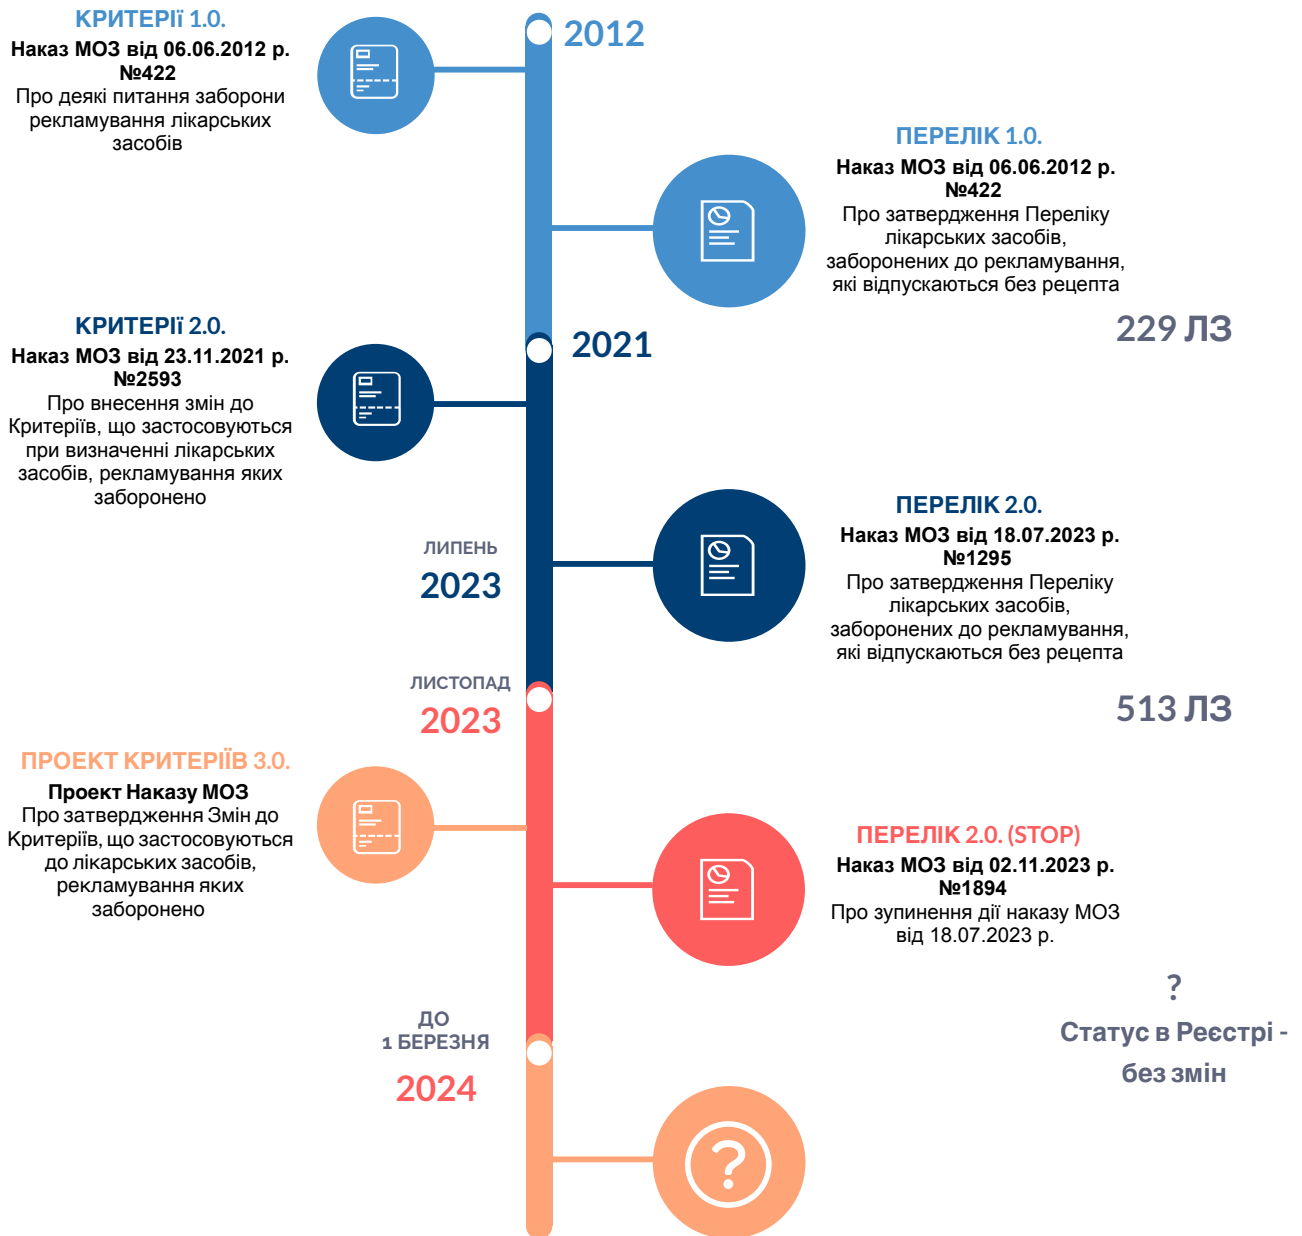 КРИТЕРІЇ 1.0.
Наказ МОЗ від 06.06.2012 р.
№422
Про деякі питання заборони
рекламування лікарських
засобів
2012
ПЕРЕЛІК 1.0.
Наказ МОЗ від 06.06.2012 р.
№422
Про затвердження Переліку
лікарських засобів,
заборонених до рекламування,
які відпускаються без рецепта
229 ЛЗ
КРИТЕРІЇ 2.0.
Наказ МОЗ від 23.11.2021 р.
№2593
Про внесення змін до
Критеріїв, що застосовуються
при визначенні лікарських
засобів, рекламування яких
заборонено
2021
ЛИПЕНЬ
2023
ПЕРЕЛІК 2.0.
Наказ МОЗ від 18.07.2023 р.
№1295
Про затвердження Переліку
лікарських засобів,
заборонених до рекламування,
які відпускаються без рецепта
513 ЛЗ
ЛИСТОПАД
2023
ПРОЕКТ КРИТЕРІЇВ 3.0.
Проект Наказу МОЗ
Про затвердження Змін до
Критеріїв, що застосовуються
до лікарських засобів,
рекламування яких
заборонено
ПЕРЕЛІК 2.0. (STOP)
Наказ МОЗ від 02.11.2023 р.
№1894
Про зупинення дії наказу МОЗ
від 18.07.2023 р.
?
Статус в Реєстрі -
без змін
ДО
1 БЕРЕЗНЯ
2024
?